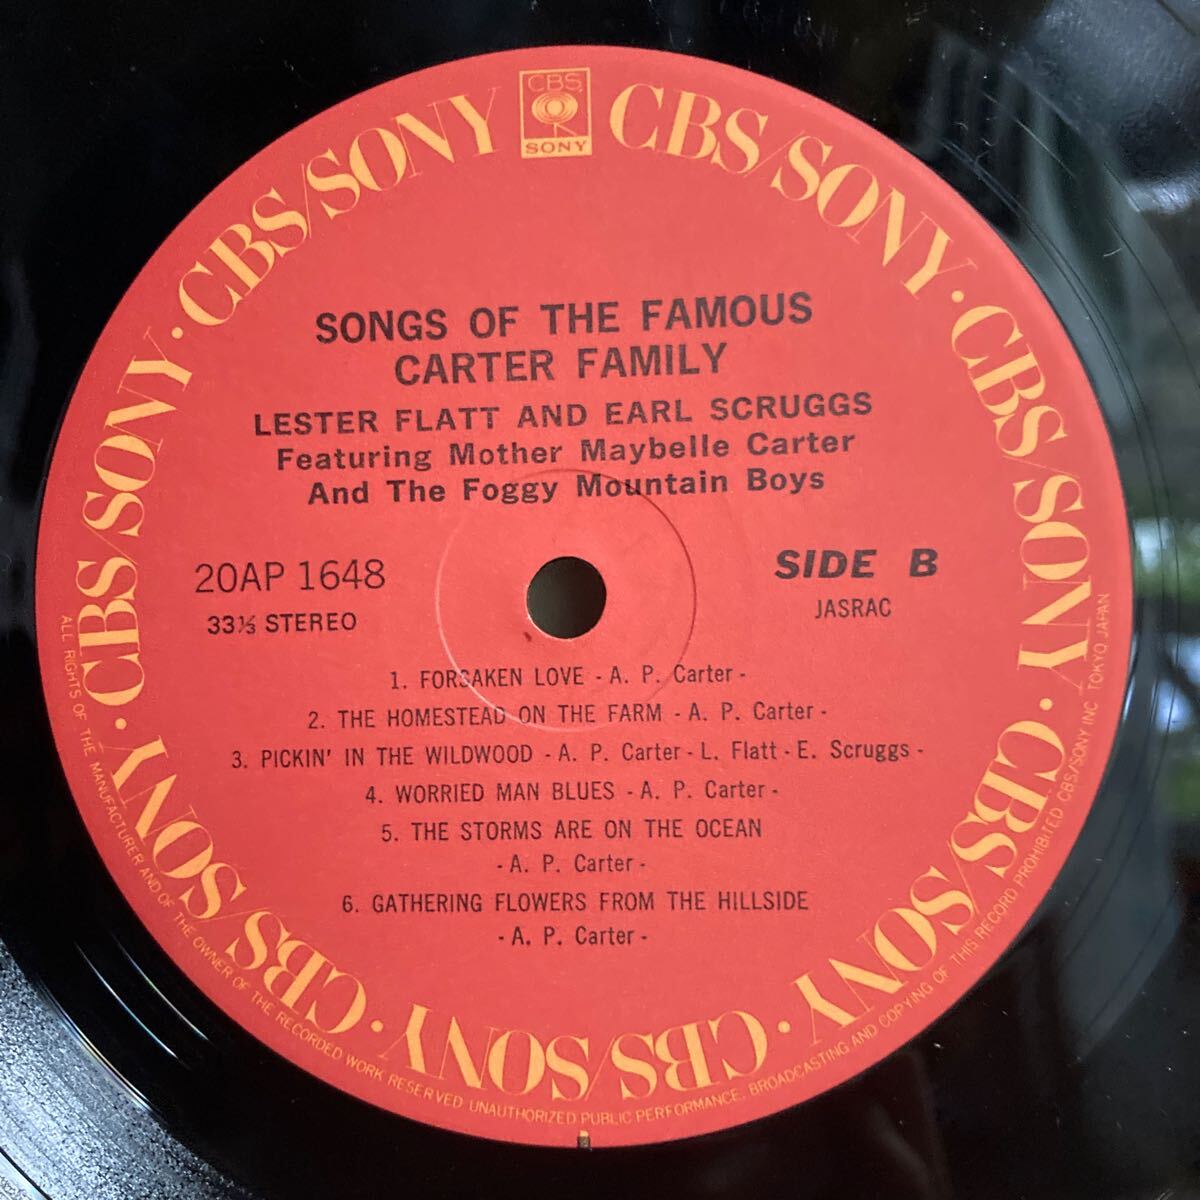 CBS
SONY
CBS/SONY · CBS/SONY · CBS/SONY · CBS/SONY · CBS/SONY · CBS/SONY · CBS/SONY · CBS/SONY
SONGS OF THE FAMOUS
CARTER FAMILY
LESTER FLATT AND EARL SCRUGGS
Featuring Mother Maybelle Carter
And The Foggy Mountain Boys
20AP 1648
SIDE B
33⅓ STEREO
JASRAC
1. FORSAKEN LOVE - A. P. Carter -
2. THE HOMESTEAD ON THE FARM - A. P. Carter -
3. PICKIN' IN THE WILDWOOD - A. P. Carter - L. Flatt - E. Scruggs -
4. WORRIED MAN BLUES - A. P. Carter -
5. THE STORMS ARE ON THE OCEAN
- A. P. Carter -
6. GATHERING FLOWERS FROM THE HILLSIDE
- A. P. Carter -
ALL RIGHTS OF THE MANUFACTURER AND OF THE OWNER OF THE RECORDED WORK RESERVED UNAUTHORIZED PUBLIC PERFORMANCE, BROADCASTING AND COPYING OF THIS RECORD PROHIBITED CBS/SONY INC TOKYO JAPAN